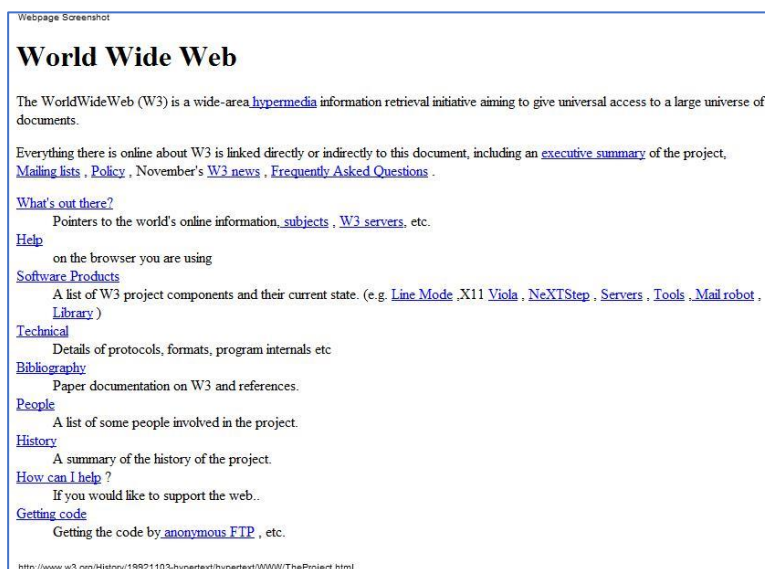 Webpage Screenshot
World Wide Web
The WorldWideWeb (W3) is a wide-area hypermedia information retrieval initiative aiming to give universal access to a large universe of
documents.
Everything there is online about W3 is linked directly or indirectly to this document, including an executive summary of the project,
Mailing lists , Policy , November's W3 news , Frequently Asked Questions .
What's out there?
Pointers to the world's online information, subjects , W3 servers, etc.
Help
on the browser you are using
Software Products
A list of W3 project components and their current state. (e.g. Line Mode ,X11 Viola , NeXTStep , Servers , Tools , Mail robot ,
Library )
Technical
Details of protocols, formats, program internals etc
Bibliography
Paper documentation on W3 and references.
People
A list of some people involved in the project.
History
A summary of the history of the project.
How can I help ?
If you would like to support the web..
Getting code
Getting the code by anonymous FTP , etc.
http://www.w3.org/History/19921103-hypertext/hypertext/WWW/TheProject.html